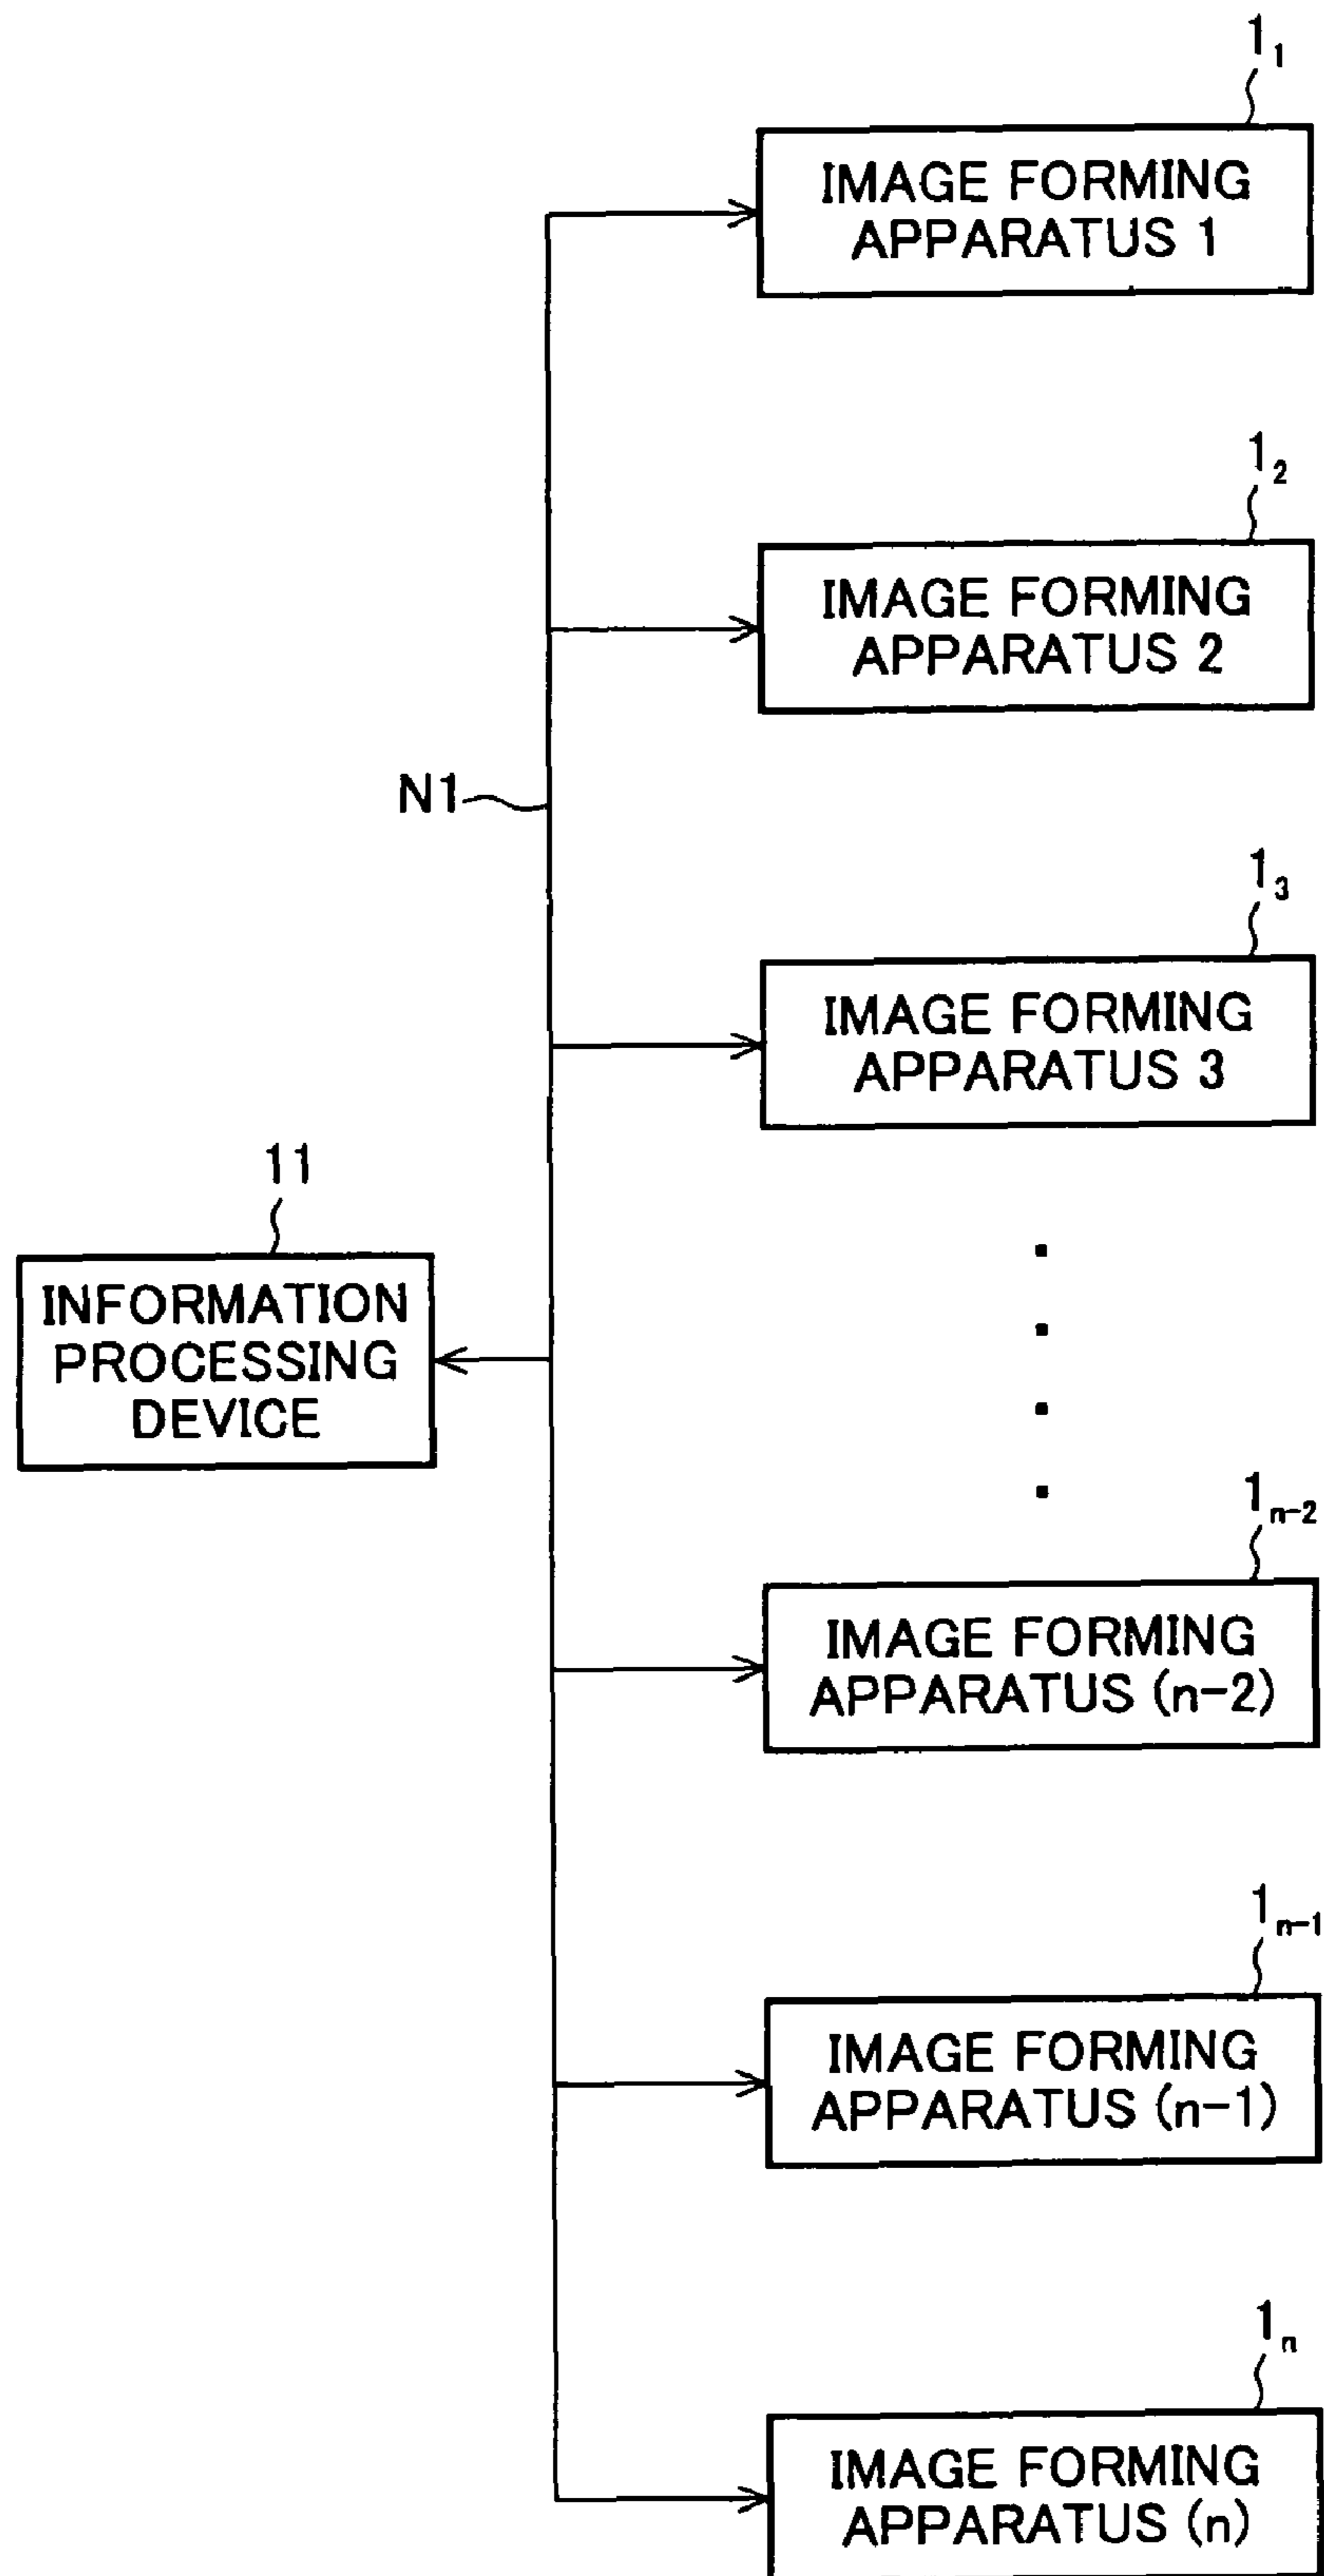 1₁
IMAGE FORMING
APPARATUS 1
1₂
IMAGE FORMING
APPARATUS 2
N1
1₃
IMAGE FORMING
APPARATUS 3
11
INFORMATION
PROCESSING
DEVICE
1ₙ₋₂
IMAGE FORMING
APPARATUS (n-2)
1ₙ₋₁
IMAGE FORMING
APPARATUS (n-1)
1ₙ
IMAGE FORMING
APPARATUS (n)